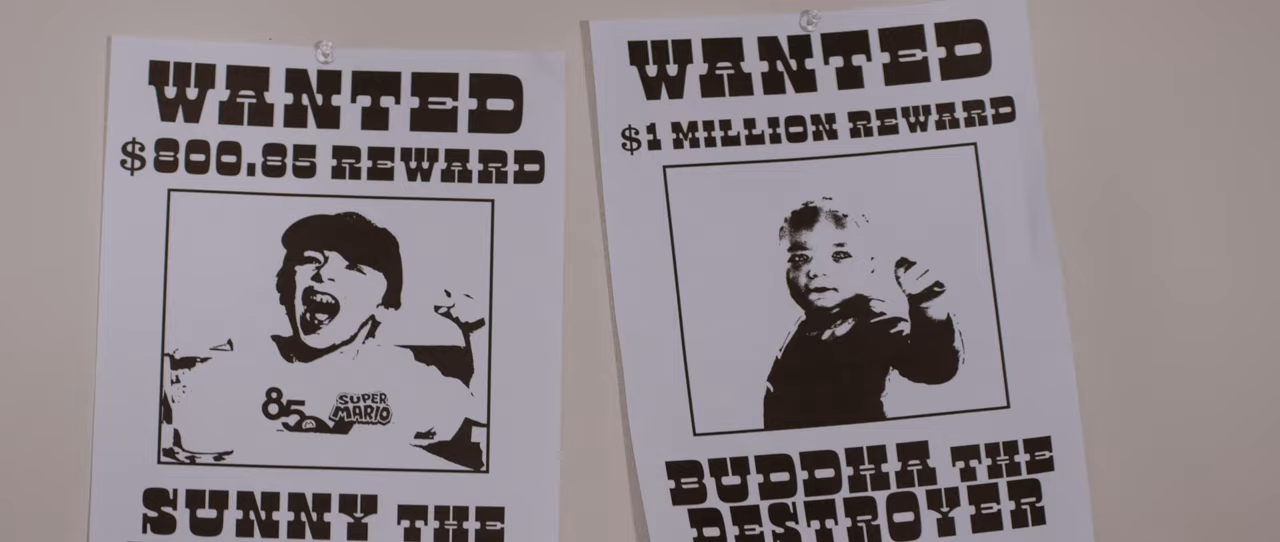 WANTED
$800.85 REWARD
85
SUPER
MARIO
SUNNY THE
WANTED
$1 MILLION REWARD
BUDDHA THE
DESTROYER